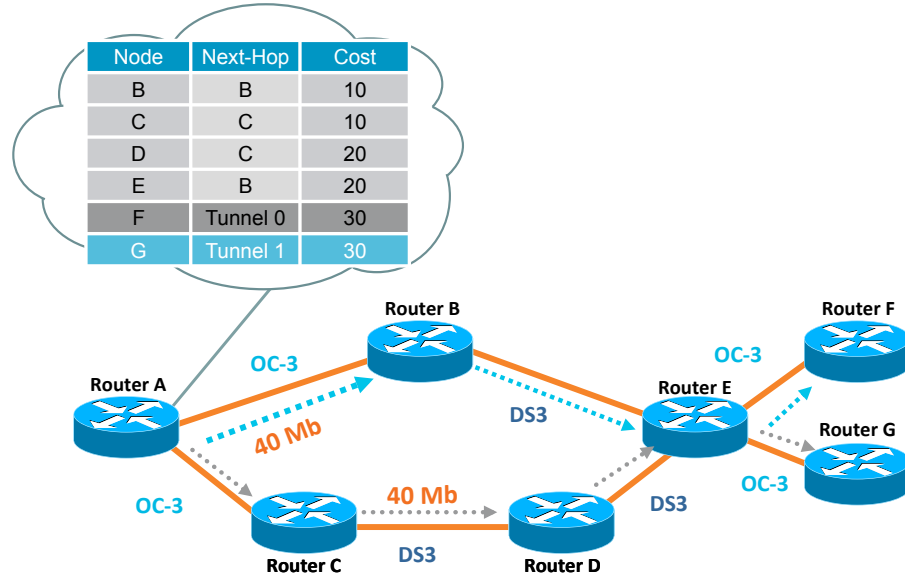 Node Next-Hop Cost
B B 10
C C 10
D C 20
E B 20
F Tunnel 0 30
G Tunnel 1 30
Router B
Router F
OC-3
OC-3
Router A
Router E
DS3
40 Mb
Router G
OC-3
40 Mb
OC-3
DS3
DS3
Router C
Router D